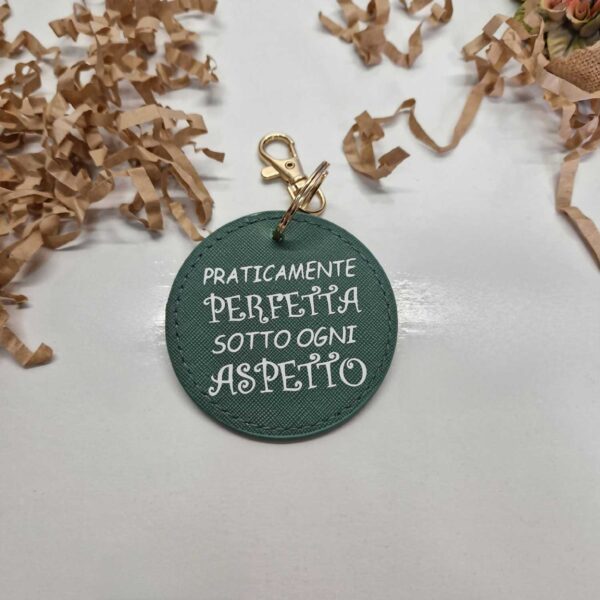 PRATICAMENTE
PERFETTA
SOTTO OGNI
ASPETTO